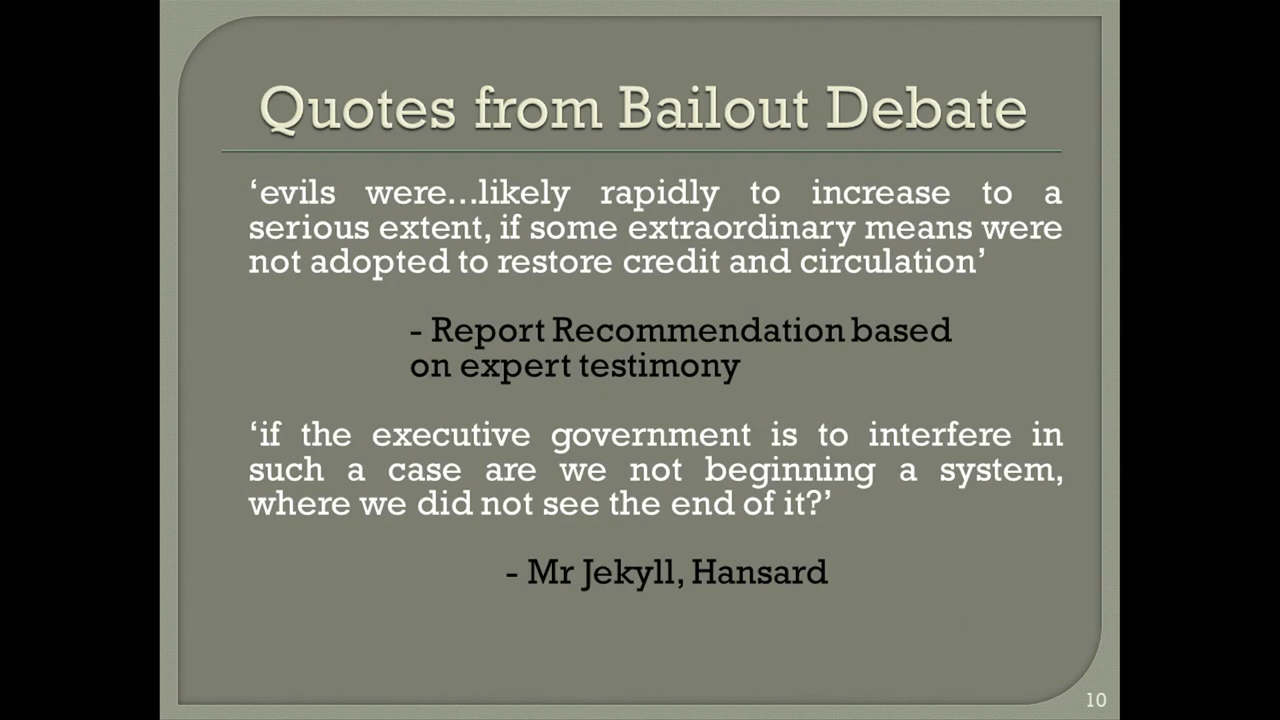 Quotes from Bailout Debate
‘evils were...likely rapidly to increase to a
serious extent, if some extraordinary means were
not adopted to restore credit and circulation’
- Report Recommendation based
on expert testimony
‘if the executive government is to interfere in
such a case are we not beginning a system,
where we did not see the end of it?’
- Mr Jekyll, Hansard
10